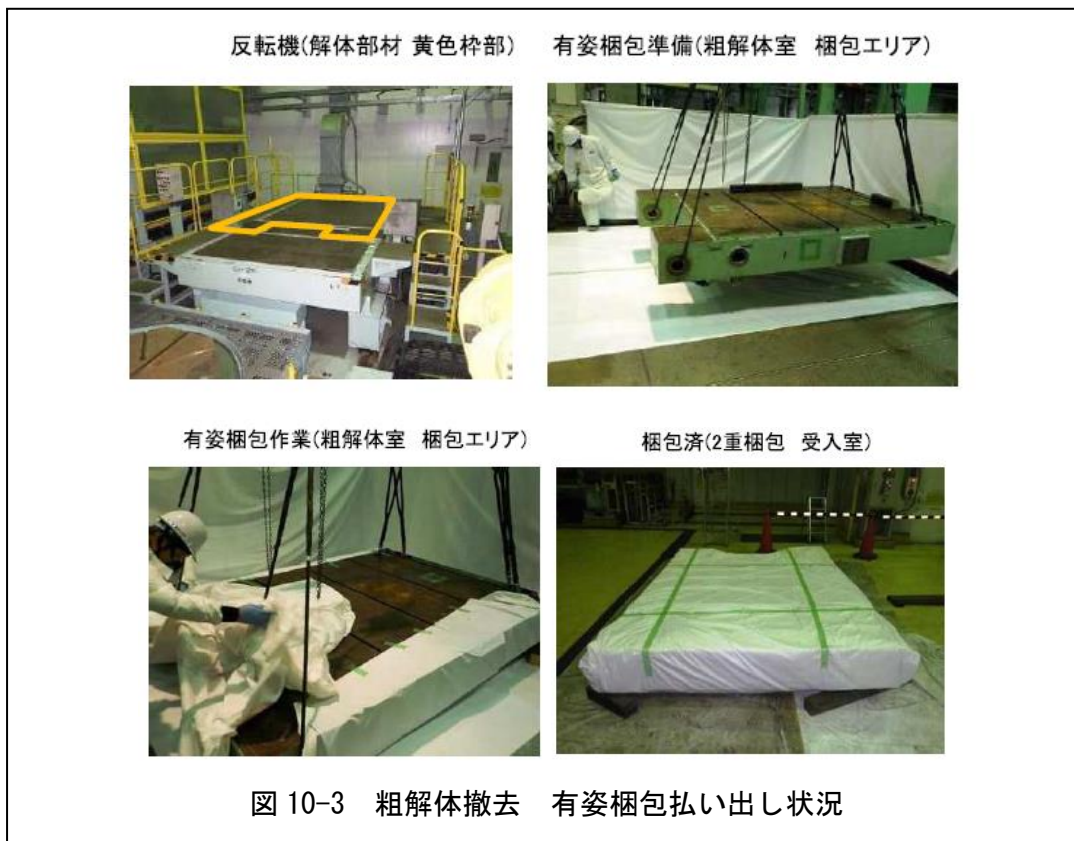 反転機(解体部材 黄色枠部)
有姿梱包準備(粗解体室 梱包エリア)
有姿梱包作業(粗解体室 梱包エリア)
梱包済(2重梱包 受入室)
図 10-3 粗解体撤去 有姿梱包払い出し状況